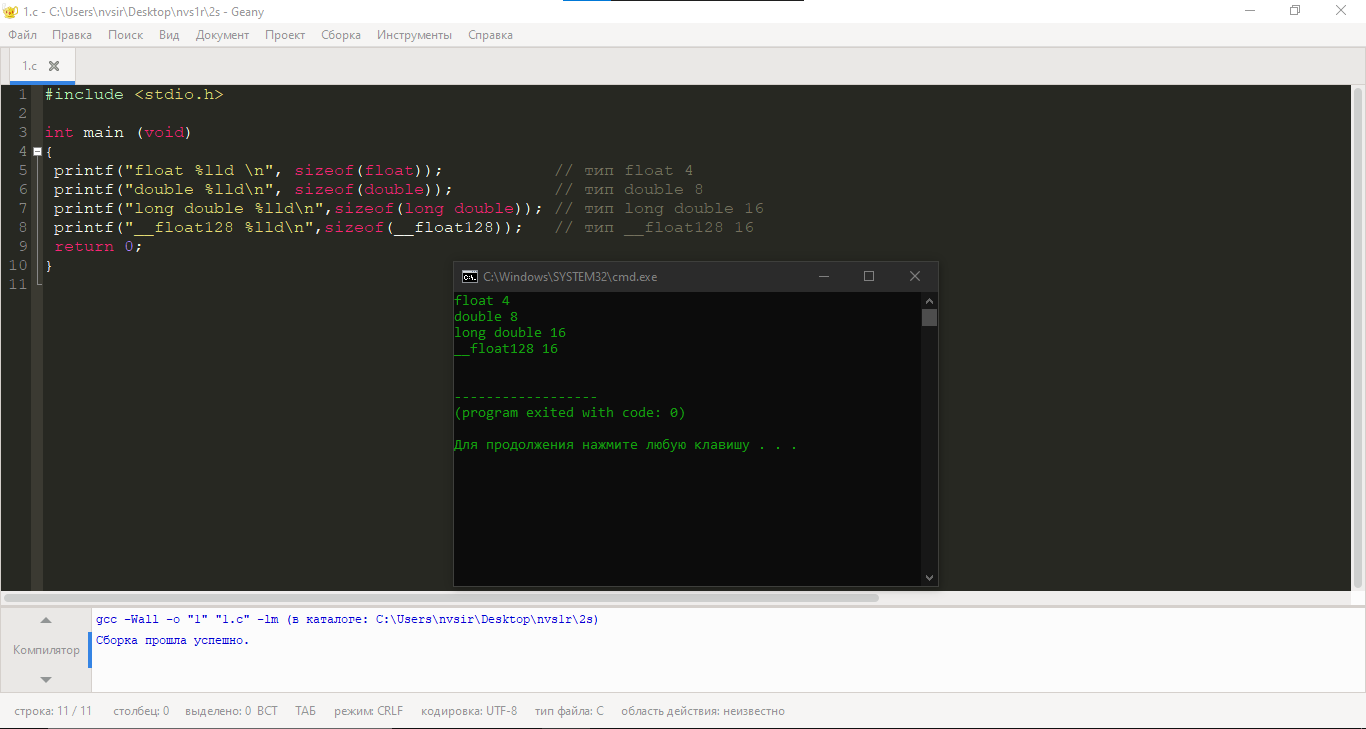 1.c - C:\Users\nvsir\Desktop\nvs1r\2s - Geany
Файл Правка Поиск Вид Документ Проект Сборка Инструменты Справка
1.c
1 #include <stdio.h>
2
3 int main (void)
4 {
5 printf("float %lld \n", sizeof(float)); // тип float 4
6 printf("double %lld\n", sizeof(double)); // тип double 8
7 printf("long double %lld\n",sizeof(long double)); // тип long double 16
8 printf("__float128 %lld\n",sizeof(__float128)); // тип __float128 16
9 return 0;
10 }
11
C:\Windows\SYSTEM32\cmd.exe
float 4
double 8
long double 16
__float128 16
------------------
(program exited with code: 0)
Для продолжения нажмите любую клавишу . . .
Компилятор
gcc -Wall -o "1" "1.c" -lm (в каталоге: C:\Users\nvsir\Desktop\nvs1r\2s)
Сборка прошла успешно.
строка: 11 / 11 столбец: 0 выделено: 0 ВСТ ТАБ режим: CRLF кодировка: UTF-8 тип файла: C область действия: неизвестно